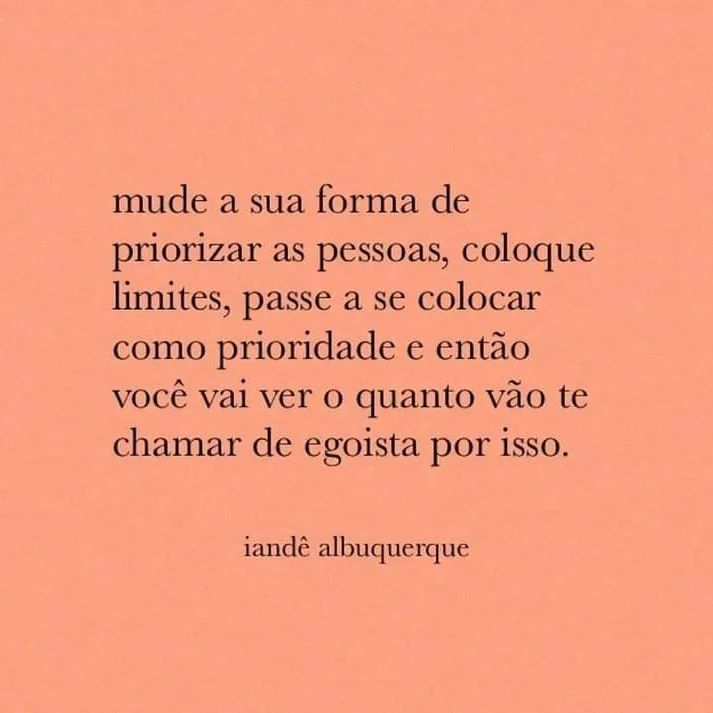 mude a sua forma de
priorizar as pessoas, coloque
limites, passe a se colocar
como prioridade e então
você vai ver o quanto vão te
chamar de egoista por isso.
iandê albuquerque